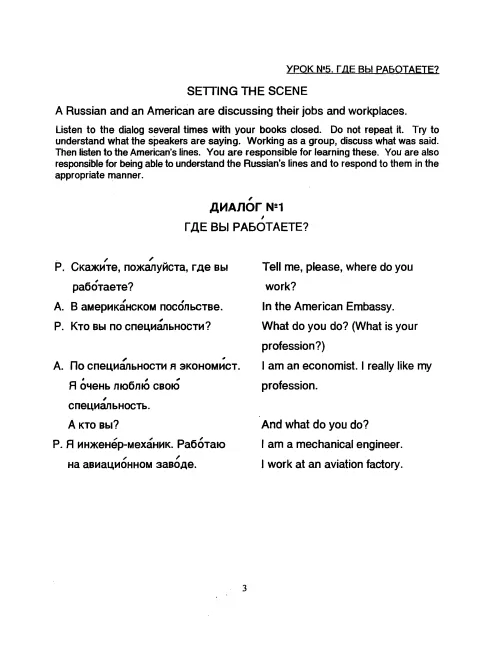 УРОК №5. ГДЕ ВЫ РАБОТАЕТЕ?
SETTING THE SCENE
A Russian and an American are discussing their jobs and workplaces.
Listen to the dialog several times with your books closed. Do not repeat it. Try to
understand what the speakers are saying. Working as a group, discuss what was said.
Then listen to the American's lines. You are responsible for learning these. You are also
responsible for being able to understand the Russian's lines and to respond to them in the
appropriate manner.
ДИАЛО́Г №1
ГДЕ ВЫ РАБО́ТАЕТЕ?
Р. Скажи́те, пожа́луйста, где вы
рабо́таете?
А. В америка́нском посо́льстве.
Р. Кто вы по специа́льности?
А. По специа́льности я экономи́ст.
Я о́чень люблю́ свою́
специа́льность.
А кто вы?
Р. Я инжене́р-меха́ник. Рабо́таю
на авиацио́нном заво́де.
Tell me, please, where do you
work?
In the American Embassy.
What do you do? (What is your
profession?)
I am an economist. I really like my
profession.
And what do you do?
I am a mechanical engineer.
I work at an aviation factory.
3